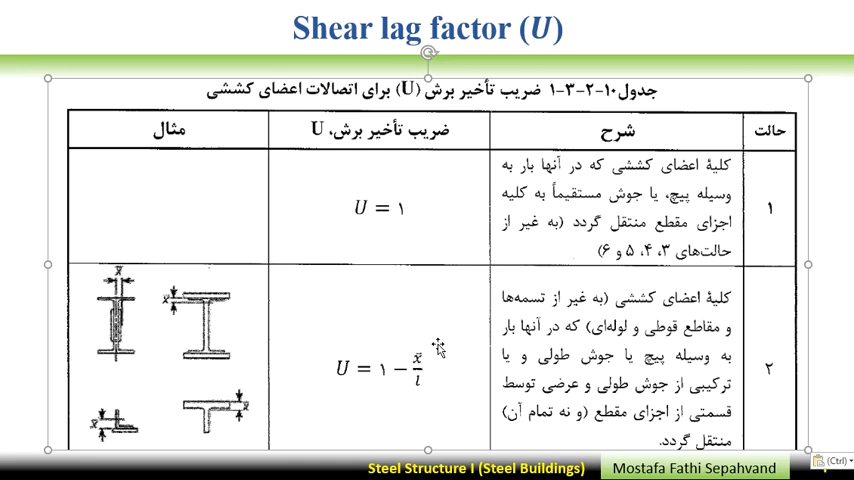 Shear lag factor (U)
جدول ۱۰-۲-۳-۱ ضریب تأخیر برش (U) برای اتصالات اعضای کششی
حالت
شرح
ضریب تأخیر برش، U
مثال
۱
کلیهٔ اعضای کششی که در آنها بار به
وسیله پیچ، یا جوش مستقیماً به کلیه
اجزای مقطع منتقل گردد (به غیر از
حالت‌های ۳، ۴، ۵ و ۶)
U = ۱
۲
کلیهٔ اعضای کششی (به غیر از تسمه‌ها
و مقاطع قوطی و لوله‌ای) که در آنها بار
به وسیله پیچ یا جوش طولی و یا
ترکیبی از جوش طولی و عرضی توسط
قسمتی از اجزای مقطع (و نه تمام آن)
منتقل گردد.
U = ۱ − x̄/l
x̄
x̄
x̄
x̄
(Ctrl)
Steel Structure I (Steel Buildings)
Mostafa Fathi Sepahvand